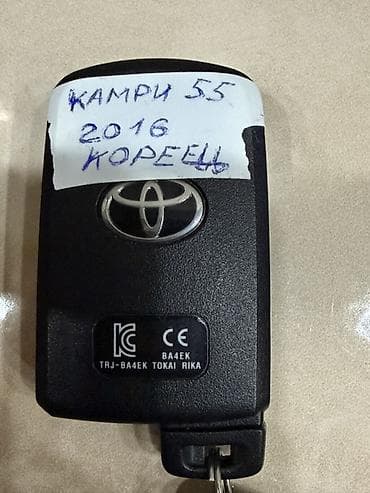 КАМРИ 55
2016
КОРЕЕЦ
CE
BA4EK
TRJ-BA4EK TOKAI RIKA